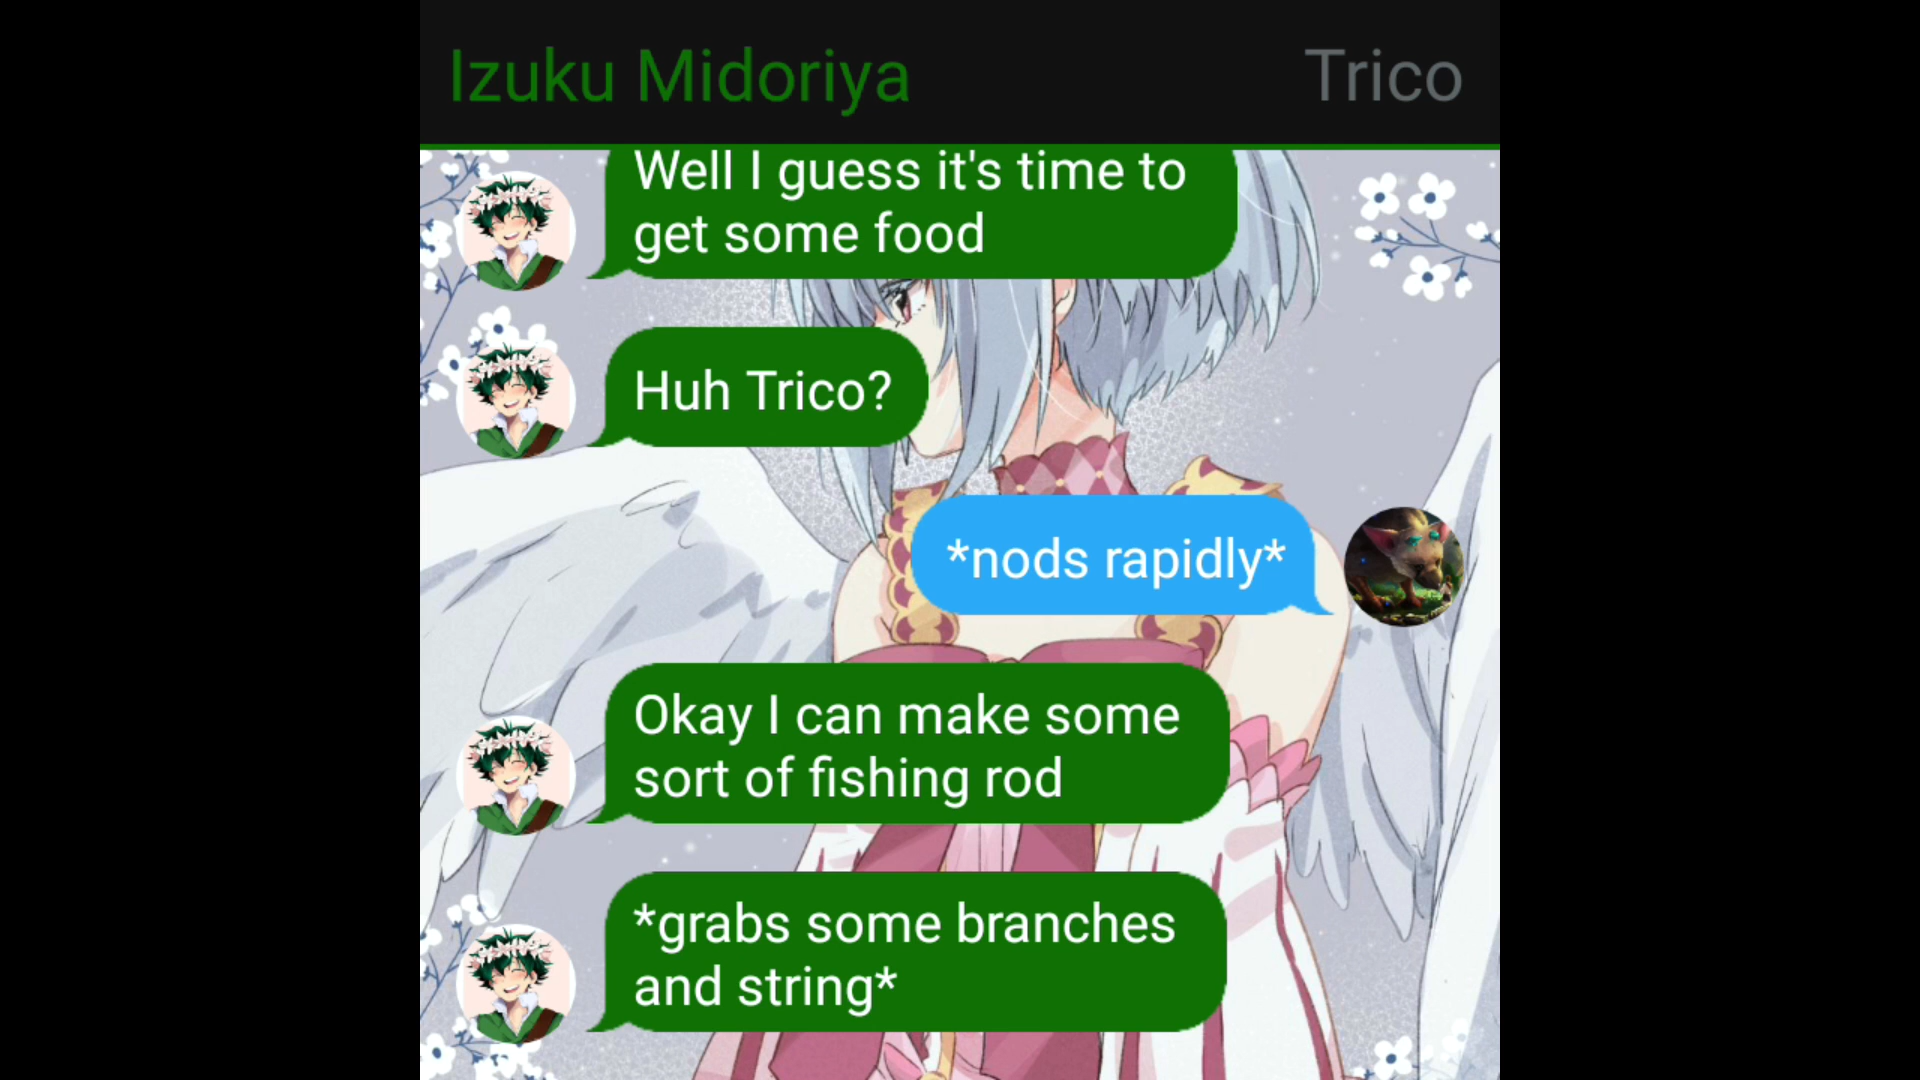 Izuku Midoriya
Trico
Well I guess it's time to
get some food
Huh Trico?
*nods rapidly*
Okay I can make some
sort of fishing rod
*grabs some branches
and string*